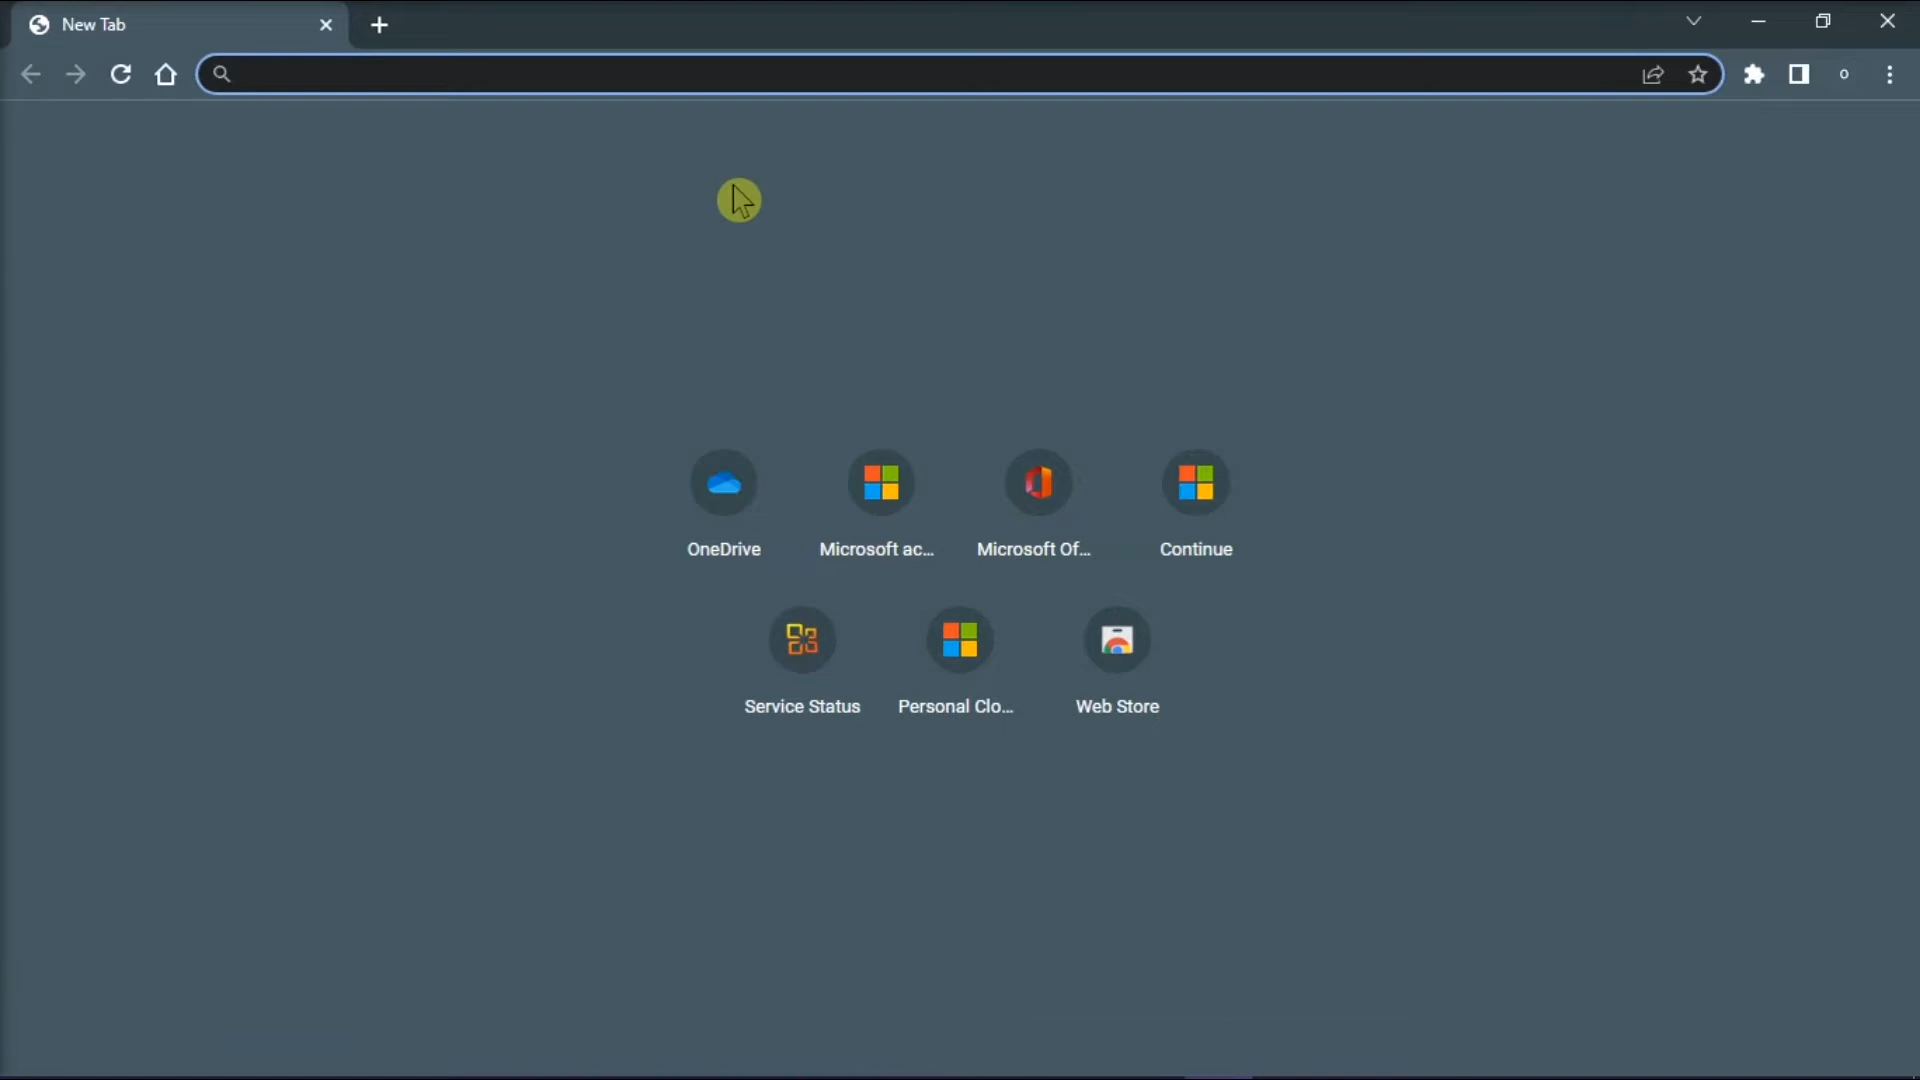 New Tab
OneDrive
Microsoft ac...
Microsoft Of...
Continue
Service Status
Personal Clo...
Web Store